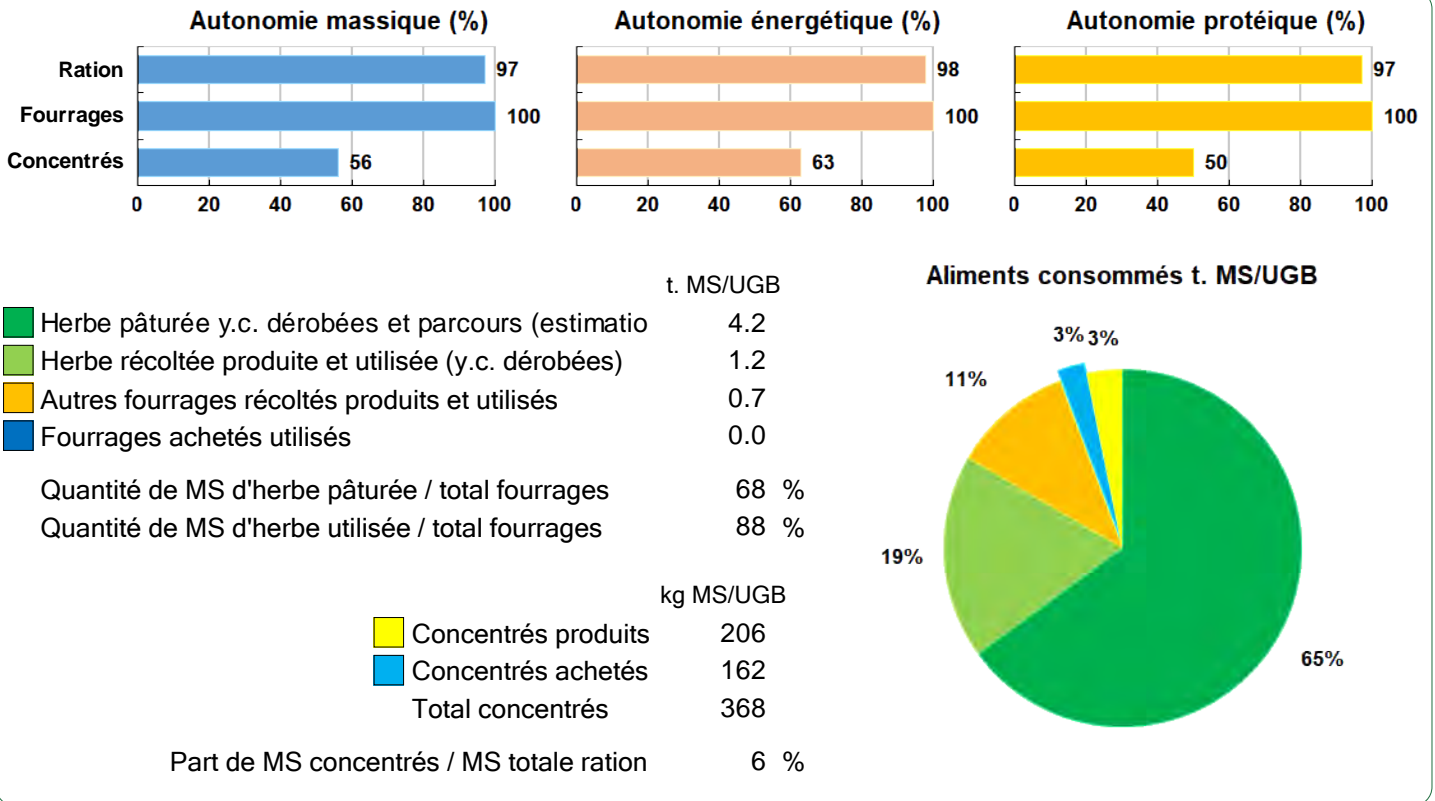 Autonomie massique (%)
Ration 97
Fourrages 100
Concentrés 56
0 20 40 60 80 100
Autonomie énergétique (%)
98
100
63
0 20 40 60 80 100
Autonomie protéique (%)
97
100
50
0 20 40 60 80 100
t. MS/UGB
Herbe pâturée y.c. dérobées et parcours (estimatio 4.2
Herbe récoltée produite et utilisée (y.c. dérobées) 1.2
Autres fourrages récoltés produits et utilisés 0.7
Fourrages achetés utilisés 0.0
Quantité de MS d'herbe pâturée / total fourrages 68 %
Quantité de MS d'herbe utilisée / total fourrages 88 %
kg MS/UGB
Concentrés produits 206
Concentrés achetés 162
Total concentrés 368
Part de MS concentrés / MS totale ration 6 %
Aliments consommés t. MS/UGB
3% 3%
11%
19%
65%